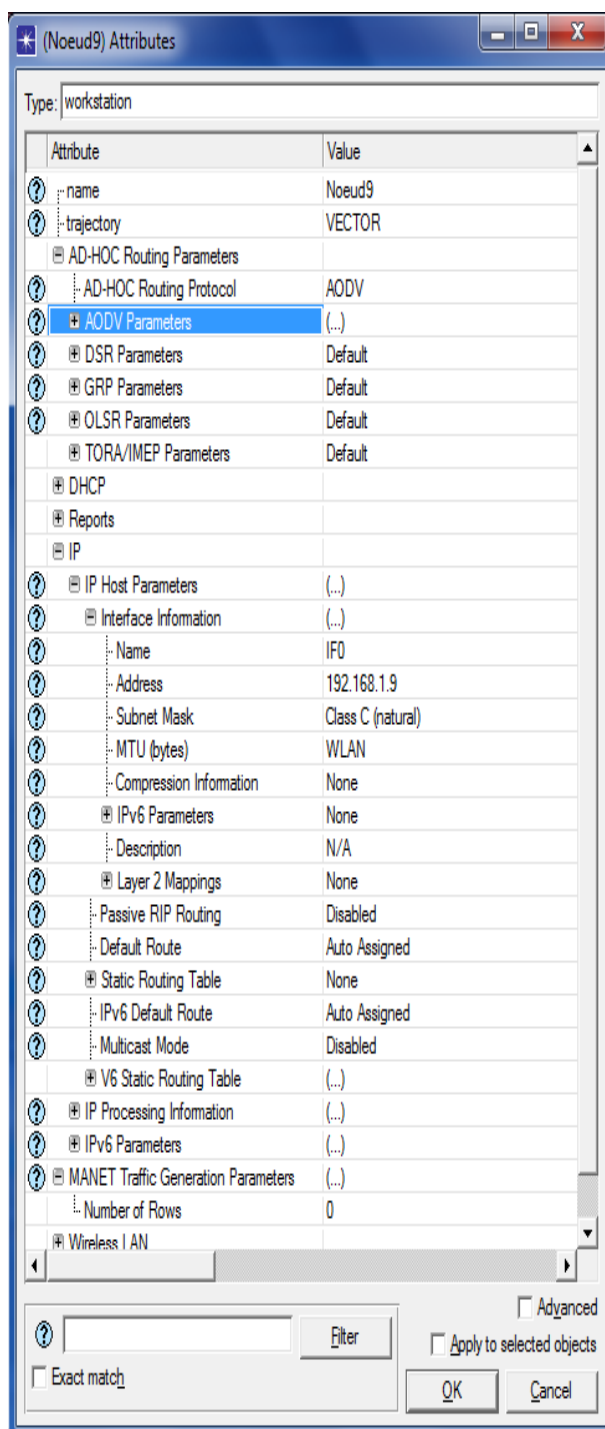 (Noeud9) Attributes
Type: workstation
Attribute Value
name Noeud9
trajectory VECTOR
AD-HOC Routing Parameters
AD-HOC Routing Protocol AODV
AODV Parameters (...)
DSR Parameters Default
GRP Parameters Default
OLSR Parameters Default
TORA/IMEP Parameters Default
DHCP
Reports
IP
IP Host Parameters (...)
Interface Information (...)
Name IF0
Address 192.168.1.9
Subnet Mask Class C (natural)
MTU (bytes) WLAN
Compression Information None
IPv6 Parameters None
Description N/A
Layer 2 Mappings None
Passive RIP Routing Disabled
Default Route Auto Assigned
Static Routing Table None
IPv6 Default Route Auto Assigned
Multicast Mode Disabled
V6 Static Routing Table (...)
IP Processing Information (...)
IPv6 Parameters (...)
MANET Traffic Generation Parameters (...)
Number of Rows 0
Wireless LAN
Advanced
Filter
Apply to selected objects
Exact match
OK Cancel